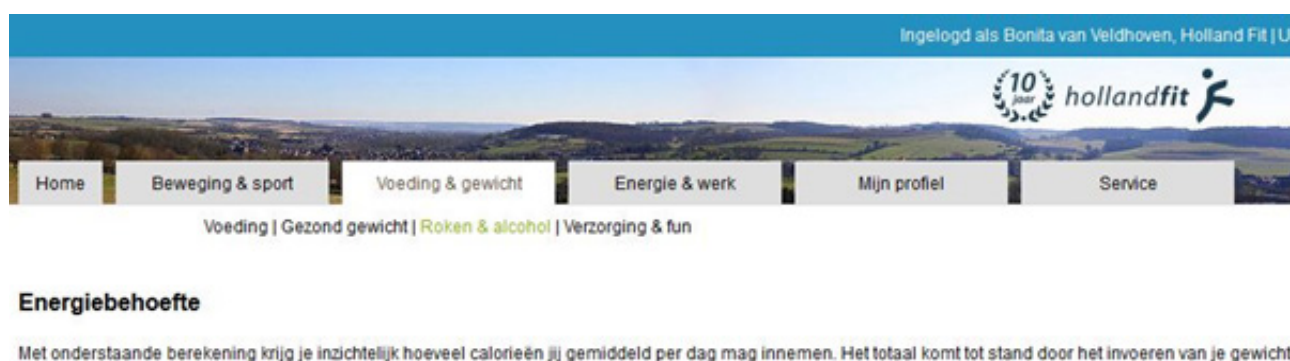 Ingelogd als Bonita van Veldhoven, Holland Fit | U
10 jaar hollandfit
Home Beweging & sport Voeding & gewicht Energie & werk Mijn profiel Service
Voeding | Gezond gewicht | Roken & alcohol | Verzorging & fun
Energiebehoefte
Met onderstaande berekening krijg je inzichtelijk hoeveel calorieën jij gemiddeld per dag mag innemen. Het totaal komt tot stand door het invoeren van je gewicht